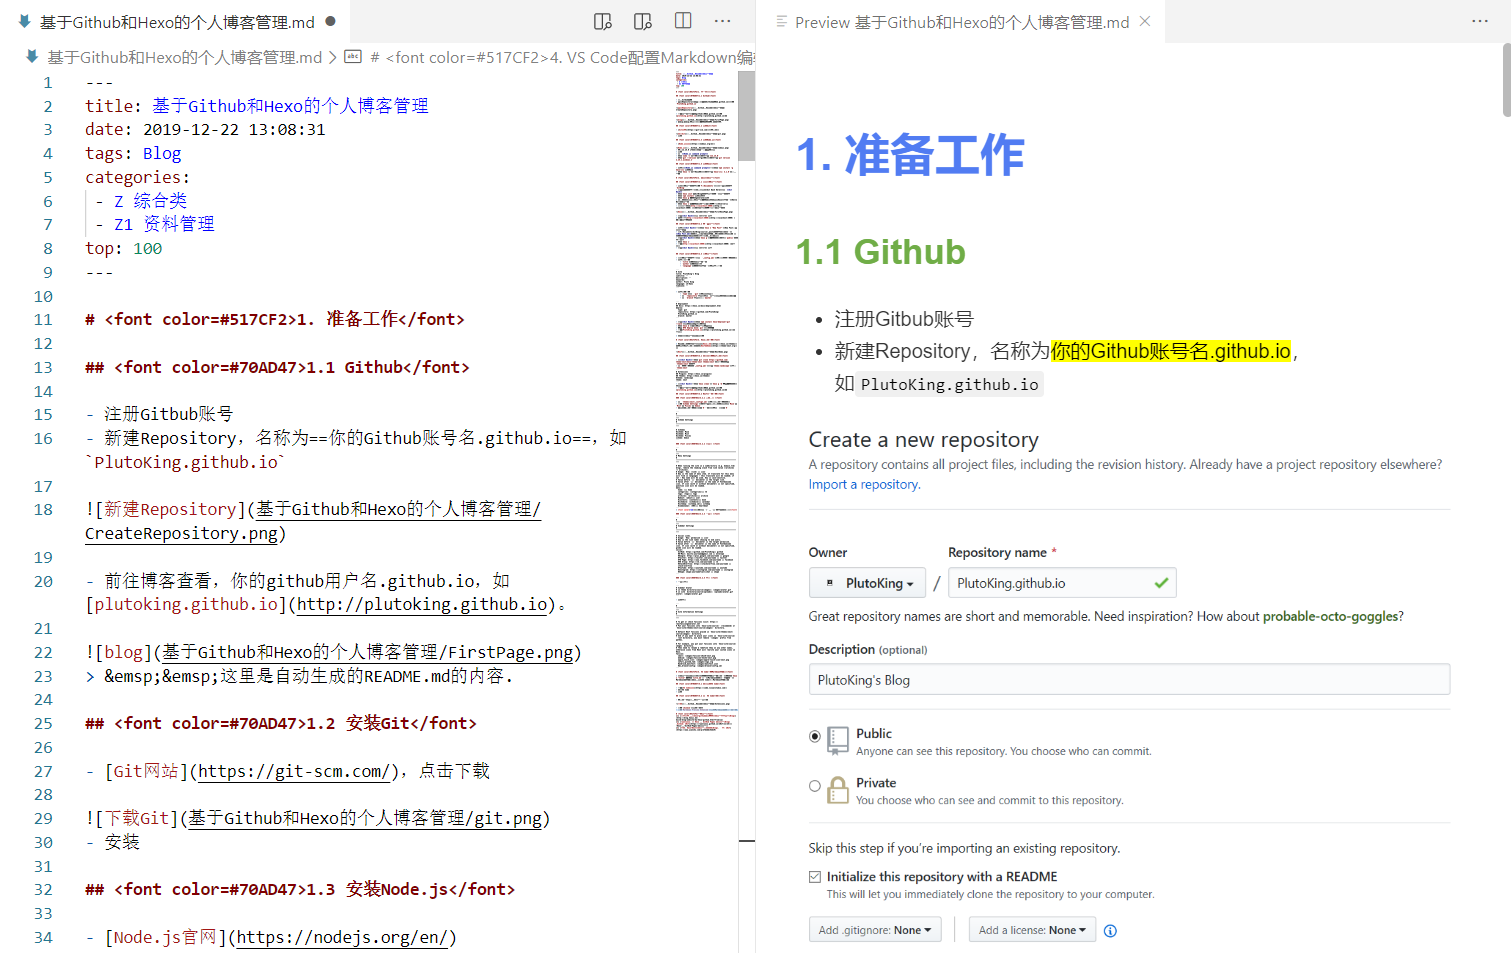 基于Github和Hexo的个人博客管理.md
基于Github和Hexo的个人博客管理.md > # <font color=#517CF2>4. VS Code配置Markdown编
1 ---
2 title: 基于Github和Hexo的个人博客管理
3 date: 2019-12-22 13:08:31
4 tags: Blog
5 categories:
6 - Z 综合类
7 - Z1 资料管理
8 top: 100
9 ---
10
11 # <font color=#517CF2>1. 准备工作</font>
12
13 ## <font color=#70AD47>1.1 Github</font>
14
15 - 注册Gitbub账号
16 - 新建Repository，名称为==你的Github账号名.github.io==，如
`PlutoKing.github.io`
17
18 ![新建Repository](基于Github和Hexo的个人博客管理/
CreateRepository.png)
19
20 - 前往博客查看，你的github用户名.github.io，如
[plutoking.github.io](http://plutoking.github.io)。
21
22 ![blog](基于Github和Hexo的个人博客管理/FirstPage.png)
23 > &emsp;&emsp;这里是自动生成的README.md的内容.
24
25 ## <font color=#70AD47>1.2 安装Git</font>
26
27 - [Git网站](https://git-scm.com/)，点击下载
28
29 ![下载Git](基于Github和Hexo的个人博客管理/git.png)
30 - 安装
31
32 ## <font color=#70AD47>1.3 安装Node.js</font>
33
34 - [Node.js官网](https://nodejs.org/en/)
Preview 基于Github和Hexo的个人博客管理.md
1. 准备工作
1.1 Github
• 注册Gitbub账号
• 新建Repository，名称为你的Github账号名.github.io，
如 PlutoKing.github.io
Create a new repository
A repository contains all project files, including the revision history. Already have a project repository elsewhere?
Import a repository.
Owner Repository name *
PlutoKing / PlutoKing.github.io
Great repository names are short and memorable. Need inspiration? How about probable-octo-goggles?
Description (optional)
PlutoKing's Blog
Public
Anyone can see this repository. You choose who can commit.
Private
You choose who can see and commit to this repository.
Skip this step if you're importing an existing repository.
Initialize this repository with a README
This will let you immediately clone the repository to your computer.
Add .gitignore: None Add a license: None